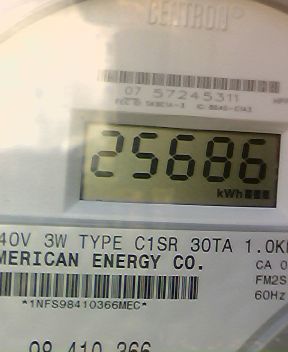 CENTRON®
07 57245311
25686
kWh
40V 3W TYPE C1SR 30TA 1.0K
MERICAN ENERGY CO.
CA 0
FM2S
60Hz
*1NFS98410366MEC*
98 410 366